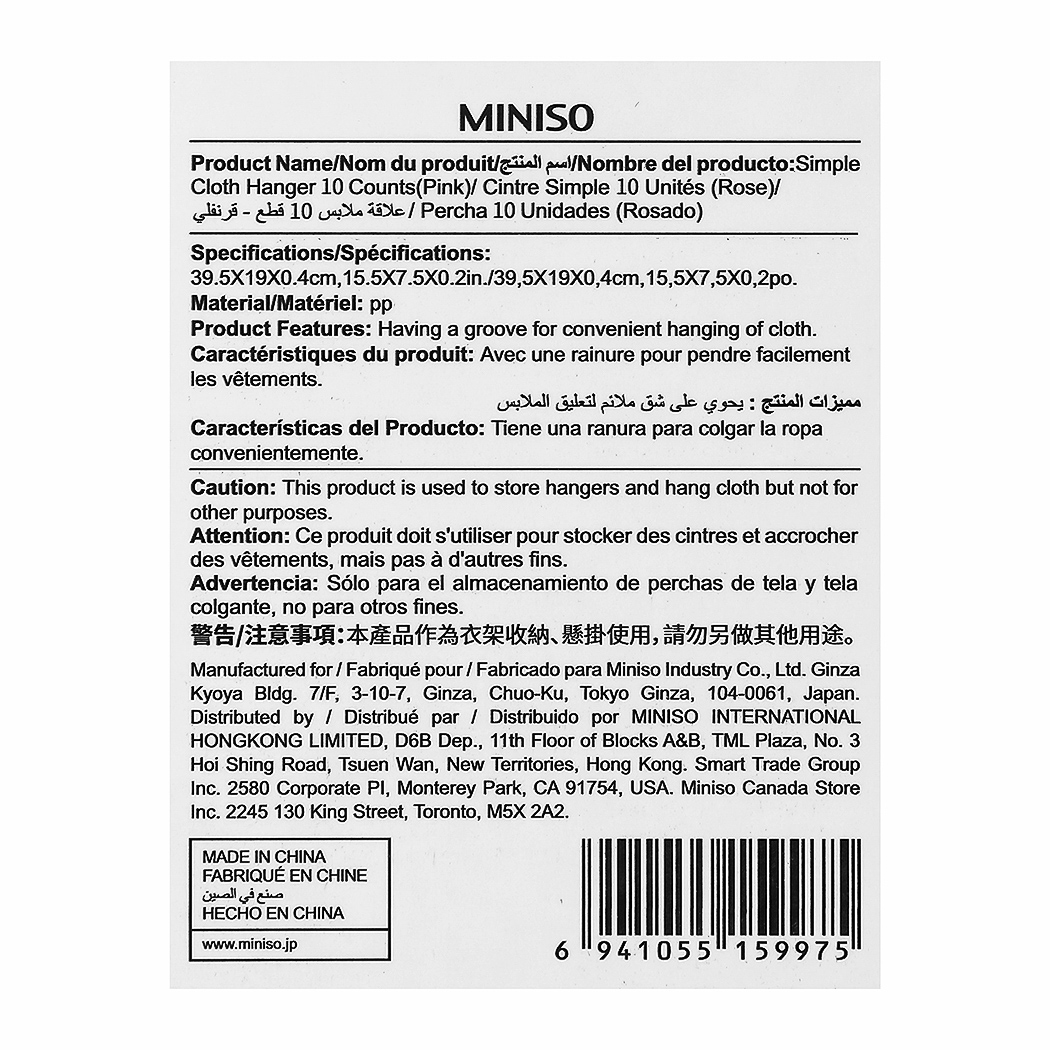 MINISO
Product Name/Nom du produit/اسم المنتج/Nombre del producto:Simple
Cloth Hanger 10 Counts(Pink)/ Cintre Simple 10 Unités (Rose)/
علاقة ملابس 10 قطع - قرنفلي / Percha 10 Unidades (Rosado)
Specifications/Spécifications:
39.5X19X0.4cm,15.5X7.5X0.2in./39,5X19X0,4cm,15,5X7,5X0,2po.
Material/Matériel: pp
Product Features: Having a groove for convenient hanging of cloth.
Caractéristiques du produit: Avec une rainure pour pendre facilement
les vêtements.
مميزات المنتج : يحوي على شق ملائم لتعليق الملابس
Características del Producto: Tiene una ranura para colgar la ropa
convenientemente.
Caution: This product is used to store hangers and hang cloth but not for
other purposes.
Attention: Ce produit doit s'utiliser pour stocker des cintres et accrocher
des vêtements, mais pas à d'autres fins.
Advertencia: Sólo para el almacenamiento de perchas de tela y tela
colgante, no para otros fines.
警告/注意事項:本產品作為衣架收納、懸掛使用,請勿另做其他用途。
Manufactured for / Fabriqué pour / Fabricado para Miniso Industry Co., Ltd. Ginza
Kyoya Bldg. 7/F, 3-10-7, Ginza, Chuo-Ku, Tokyo Ginza, 104-0061, Japan.
Distributed by / Distribué par / Distribuido por MINISO INTERNATIONAL
HONGKONG LIMITED, D6B Dep., 11th Floor of Blocks A&B, TML Plaza, No. 3
Hoi Shing Road, Tsuen Wan, New Territories, Hong Kong. Smart Trade Group
Inc. 2580 Corporate Pl, Monterey Park, CA 91754, USA. Miniso Canada Store
Inc. 2245 130 King Street, Toronto, M5X 2A2.
MADE IN CHINA
FABRIQUÉ EN CHINE
صنع في الصين
HECHO EN CHINA
www.miniso.jp
6 941055 159975